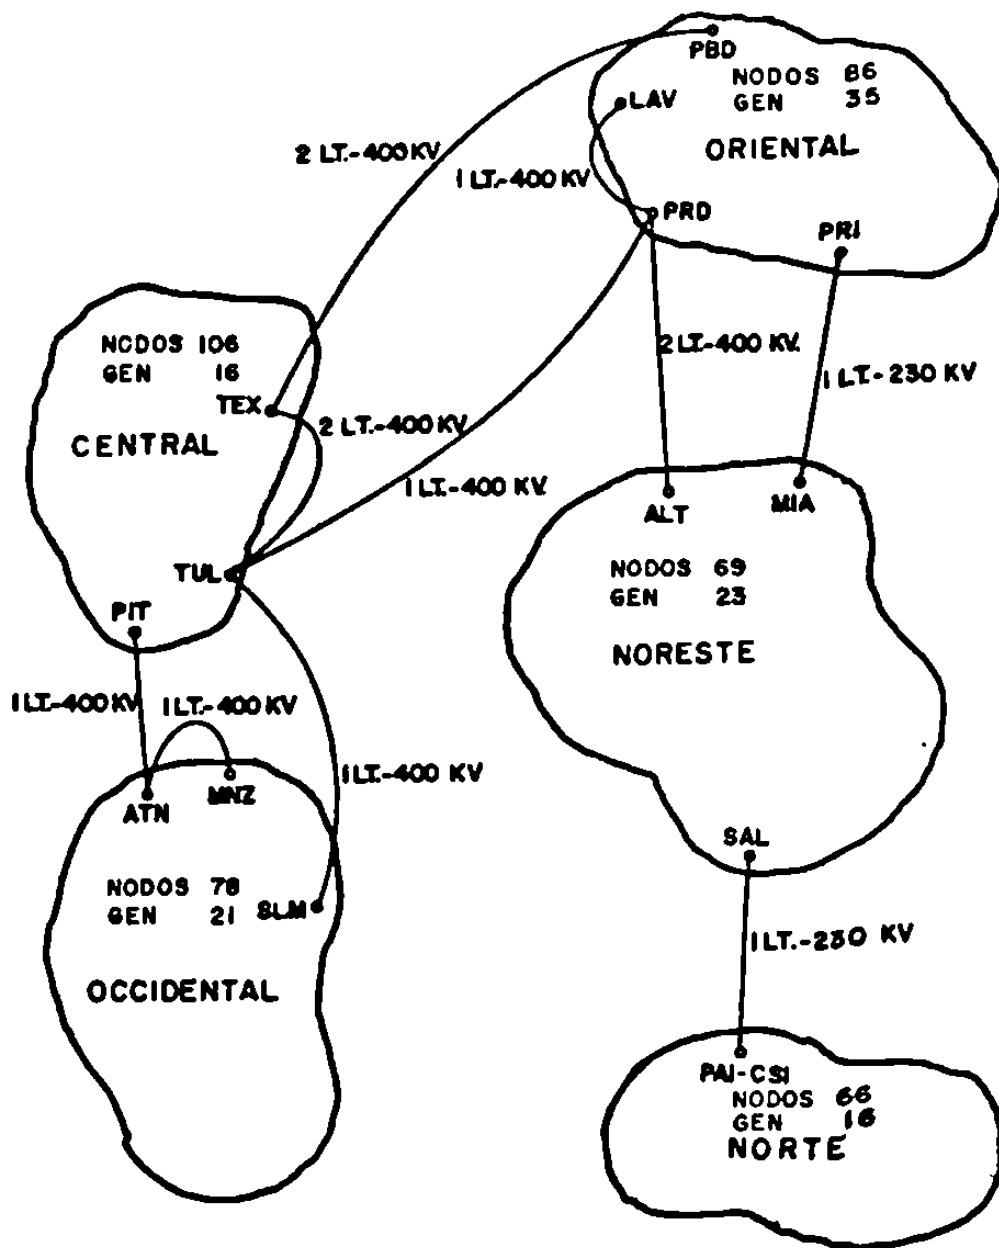 PBD
NODOS 86
GEN 35
LAV
ORIENTAL
2 LT.-400KV
1 LT.-400 KV
PRD
PRI
NODOS 106
GEN 16
TEX
CENTRAL
2 LT.-400KV
2 LT.-400 KV.
1 LT.-230 KV
1 LT.-400 KV.
ALT
MIA
TUL
NODOS 69
GEN 23
PIT
NORESTE
1 LT.-400 KV
1 LT.-400 KV
1 LT.-400 KV
ATN
MNZ
SAL
NODOS 78
GEN 21
SLM
1 LT.-230 KV
OCCIDENTAL
PAI-CSI
NODOS 66
GEN 16
NORTE